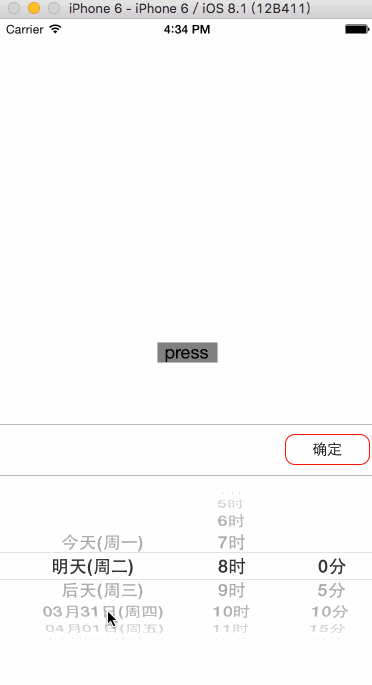 iPhone 6 - iPhone 6 / iOS 8.1 (12B411)
Carrier 4:34 PM
press
确定
5时
6时
今天(周一) 7时
明天(周二) 8时 0分
后天(周三) 9时 5分
03月31日(周四) 10时 10分
04月01日(周五) 11时 15分